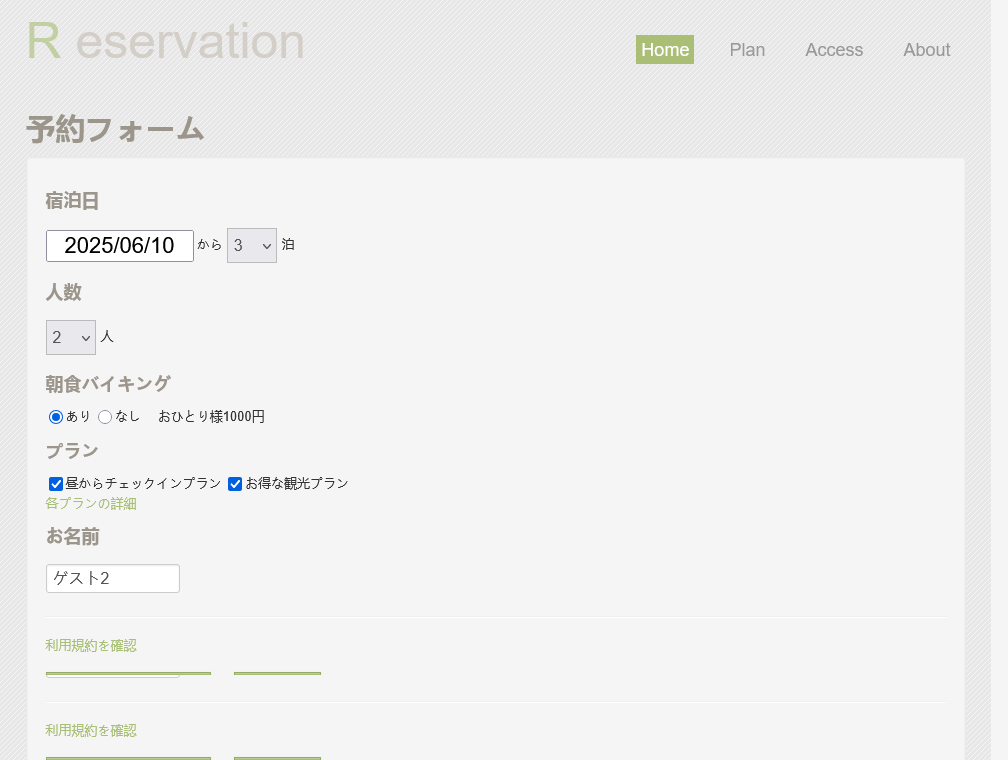 R eservation
Home Plan Access About
予約フォーム
宿泊日
2025/06/10 から 3 泊
人数
2 人
朝食バイキング
あり なし おひとり様1000円
プラン
昼からチェックインプラン お得な観光プラン
各プランの詳細
お名前
ゲスト2
利用規約を確認
利用規約を確認